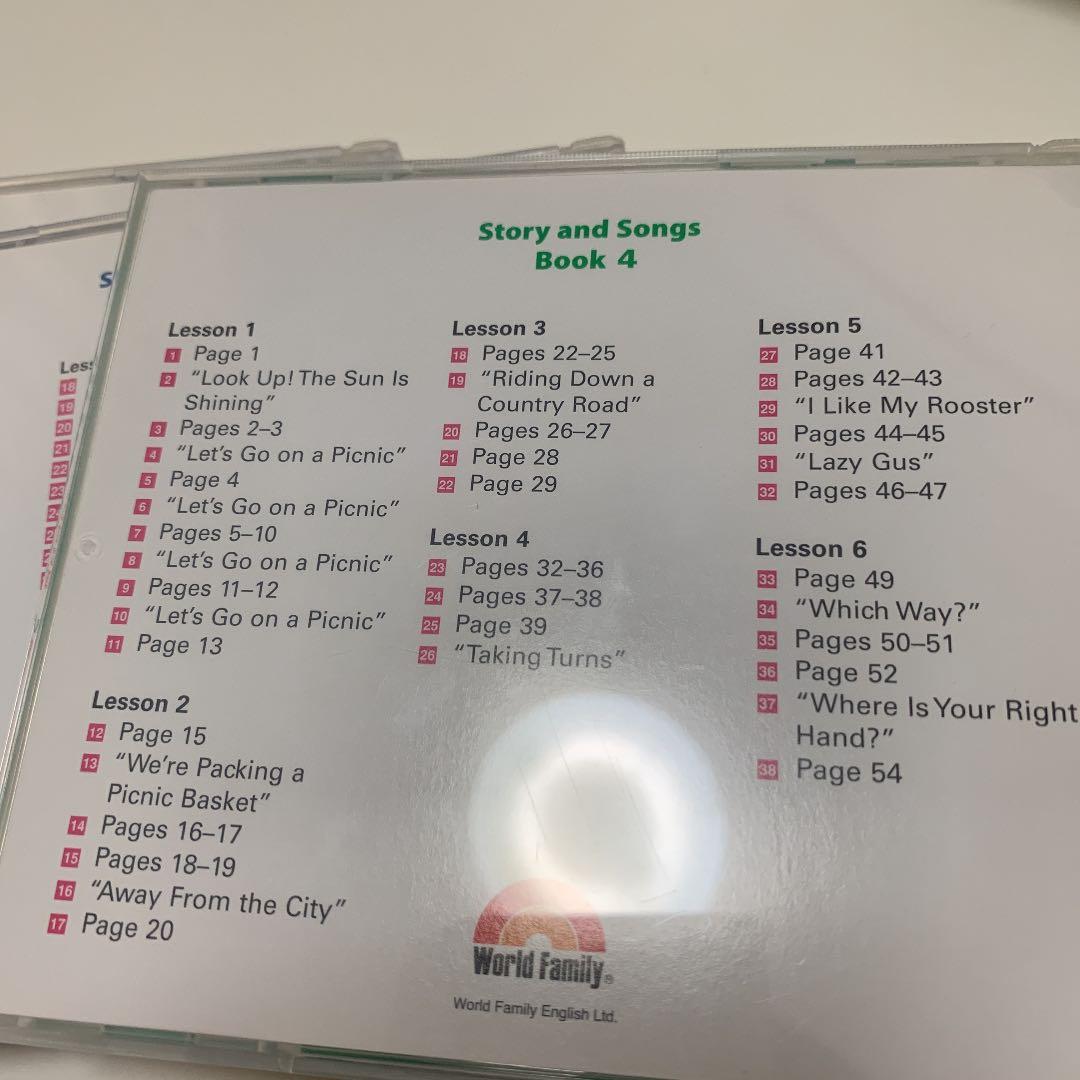 Story and Songs
Book 4
Lesson 1
1 Page 1
2 “Look Up! The Sun Is
Shining”
3 Pages 2–3
4 “Let’s Go on a Picnic”
5 Page 4
6 “Let’s Go on a Picnic”
7 Pages 5–10
8 “Let’s Go on a Picnic”
9 Pages 11–12
10 “Let’s Go on a Picnic”
11 Page 13
Lesson 2
12 Page 15
13 “We’re Packing a
Picnic Basket”
14 Pages 16–17
15 Pages 18–19
16 “Away From the City”
17 Page 20
Lesson 3
18 Pages 22–25
19 “Riding Down a
Country Road”
20 Pages 26–27
21 Page 28
22 Page 29
Lesson 4
23 Pages 32–36
24 Pages 37–38
25 Page 39
26 “Taking Turns”
Lesson 5
27 Page 41
28 Pages 42–43
29 “I Like My Rooster”
30 Pages 44–45
31 “Lazy Gus”
32 Pages 46–47
Lesson 6
33 Page 49
34 “Which Way?”
35 Pages 50–51
36 Page 52
37 “Where Is Your Right
Hand?”
38 Page 54
World Family®
World Family English Ltd.
S
Les
18
19
20
21
22
23